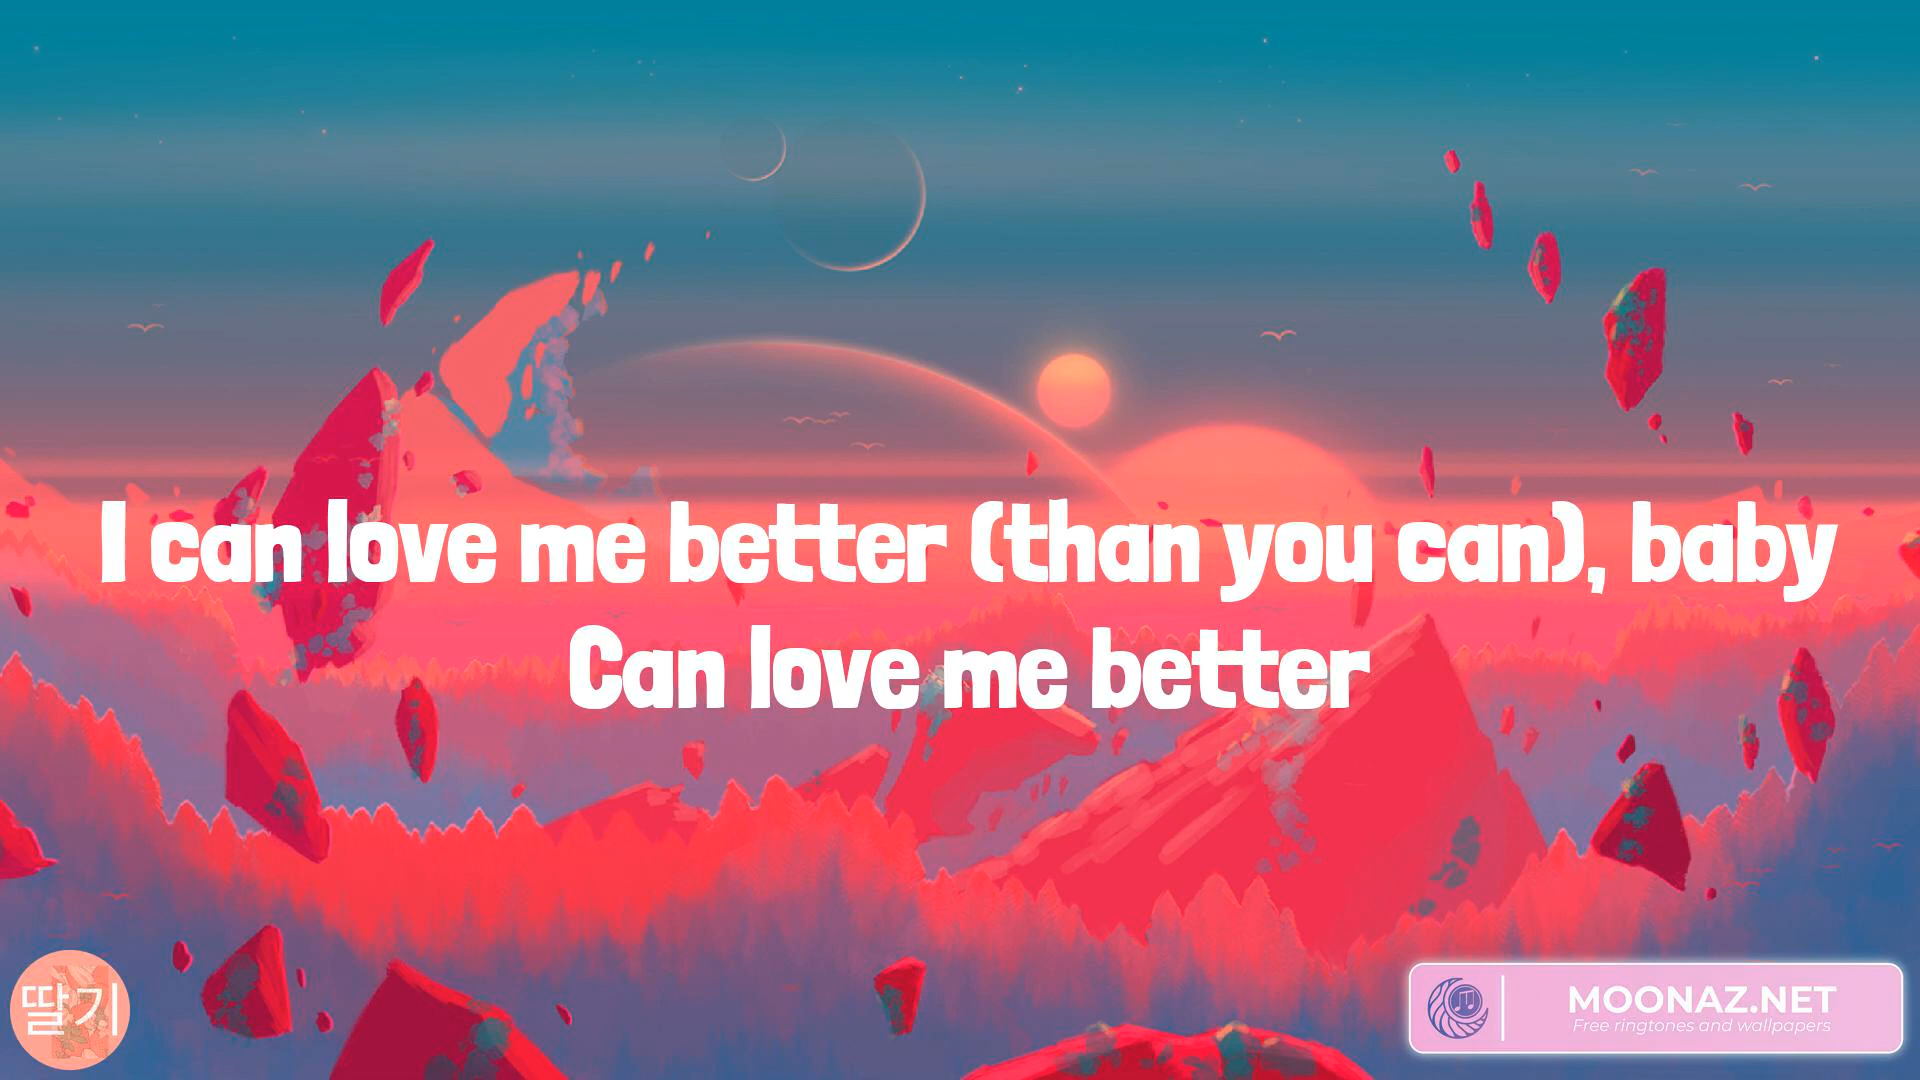 I can love me better (than you can), baby
Can love me better
딸기
MOONAZ.NET
Free ringtones and wallpapers